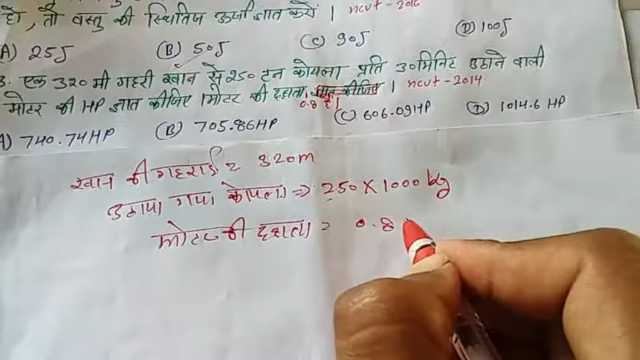 हो, तो वस्तु की स्थितिज ऊर्जा ज्ञात करो | ncvt - 2016
A) 25J (B) 50J (C) 90J (D) 100J
3. एक 320 मी गहरी खान से 250 टन कोयला प्रति 30 मिनिट उठाने वाली
मोटर की HP ज्ञात कीजिए | मोटर की दक्षता 0.8 है | ncvt - 2014
A) 740.74HP (B) 705.86HP (C) 606.09HP (D) 1014.6 HP
खान की गहराई = 320m
उठाया गया कोयला => 250 X 1000 kg
मोटर की दक्षता = 0.8